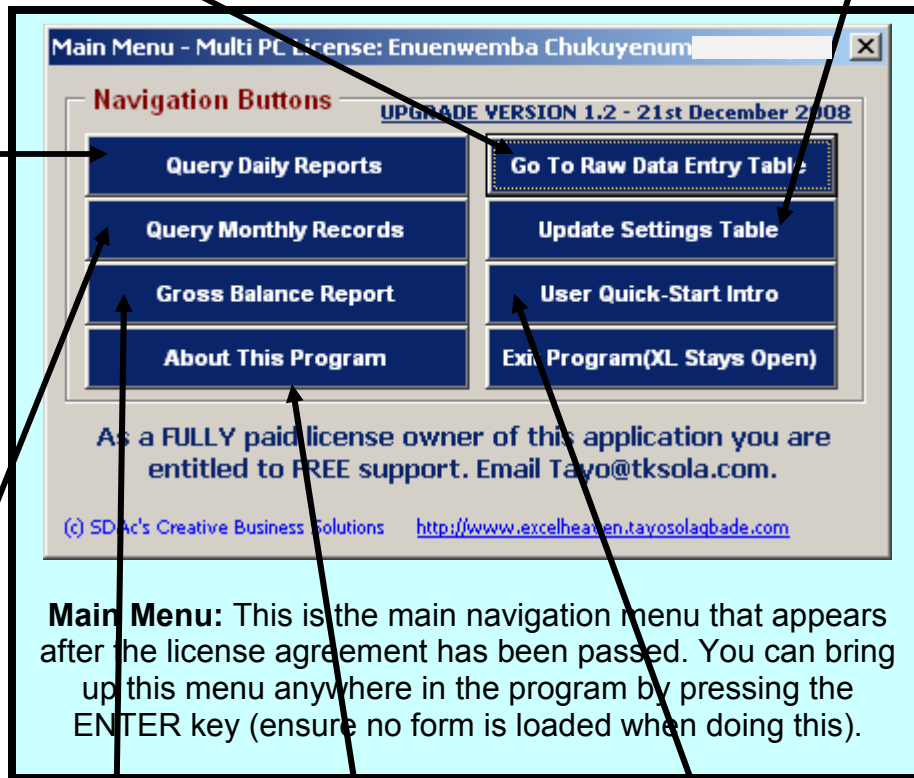 Main Menu - Multi PC License: Enuenwemba Chukuyenum
Navigation Buttons
UPGRADE VERSION 1.2 - 21st December 2008
Query Daily Reports
Go To Raw Data Entry Table
Query Monthly Records
Update Settings Table
Gross Balance Report
User Quick-Start Intro
About This Program
Exit Program(XL Stays Open)
As a FULLY paid license owner of this application you are
entitled to FREE support. Email Tayo@tksola.com.
(c) SDAc's Creative Business Solutions http://www.excelheaven.tayosolagbade.com
Main Menu: This is the main navigation menu that appears
after the license agreement has been passed. You can bring
up this menu anywhere in the program by pressing the
ENTER key (ensure no form is loaded when doing this).